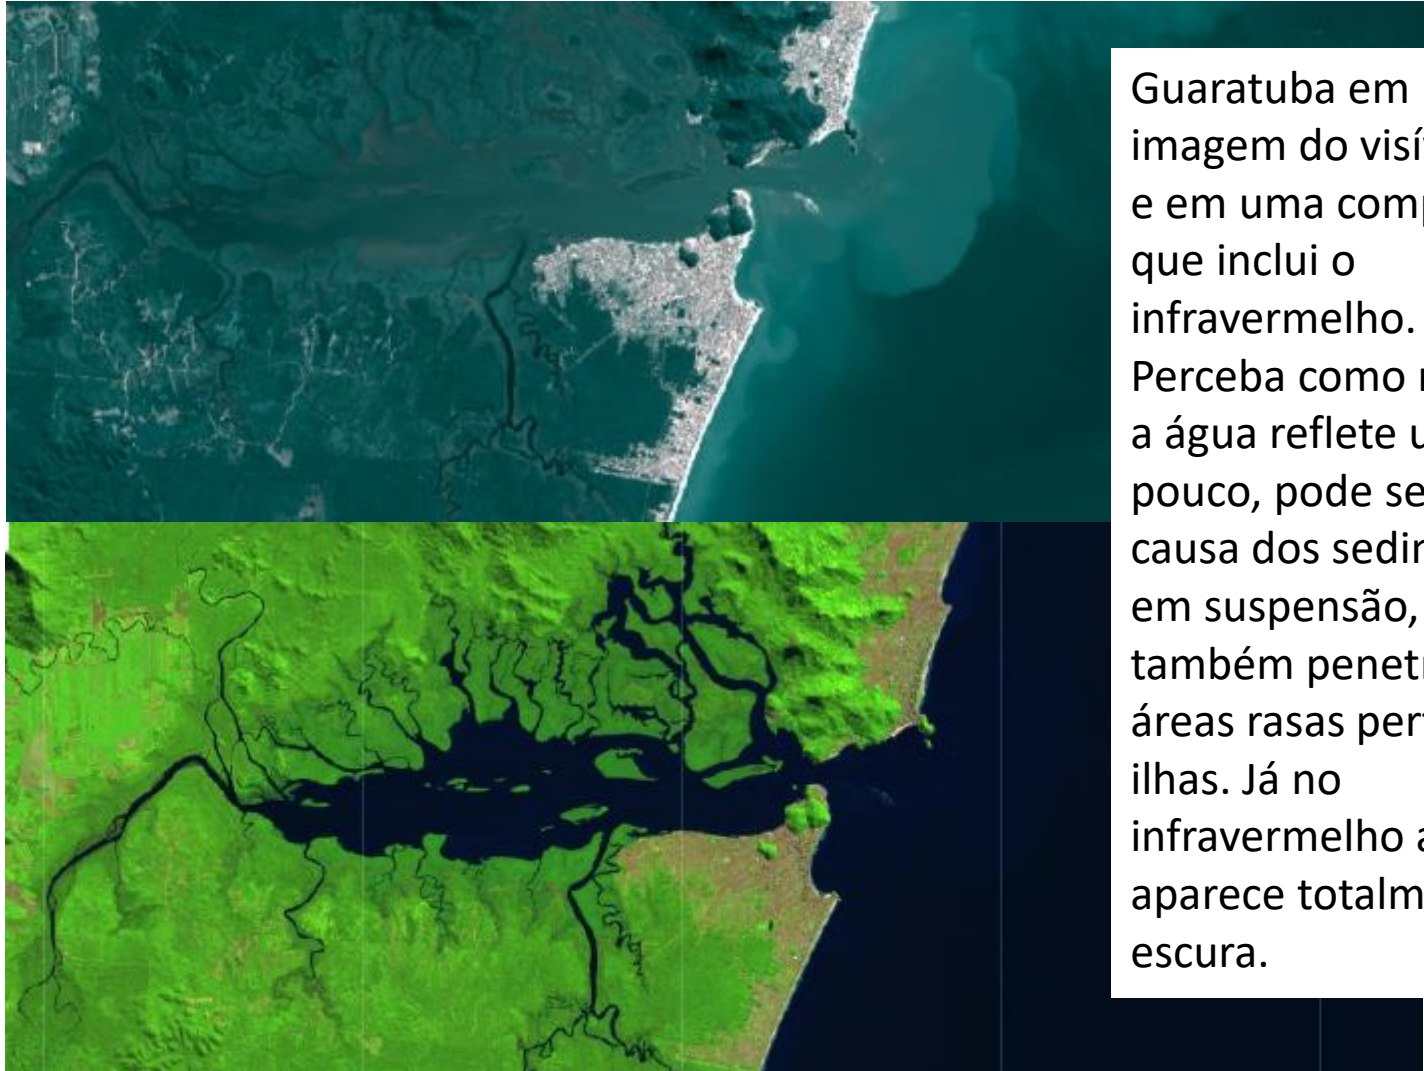 Guaratuba em
imagem do
e em uma
que inclui o
infravermelho.
Perceba como
a água reflete
pouco, pode
causa dos
em suspensão,
também
áreas rasas
ilhas. Já no
infravermelho
aparece
escura.